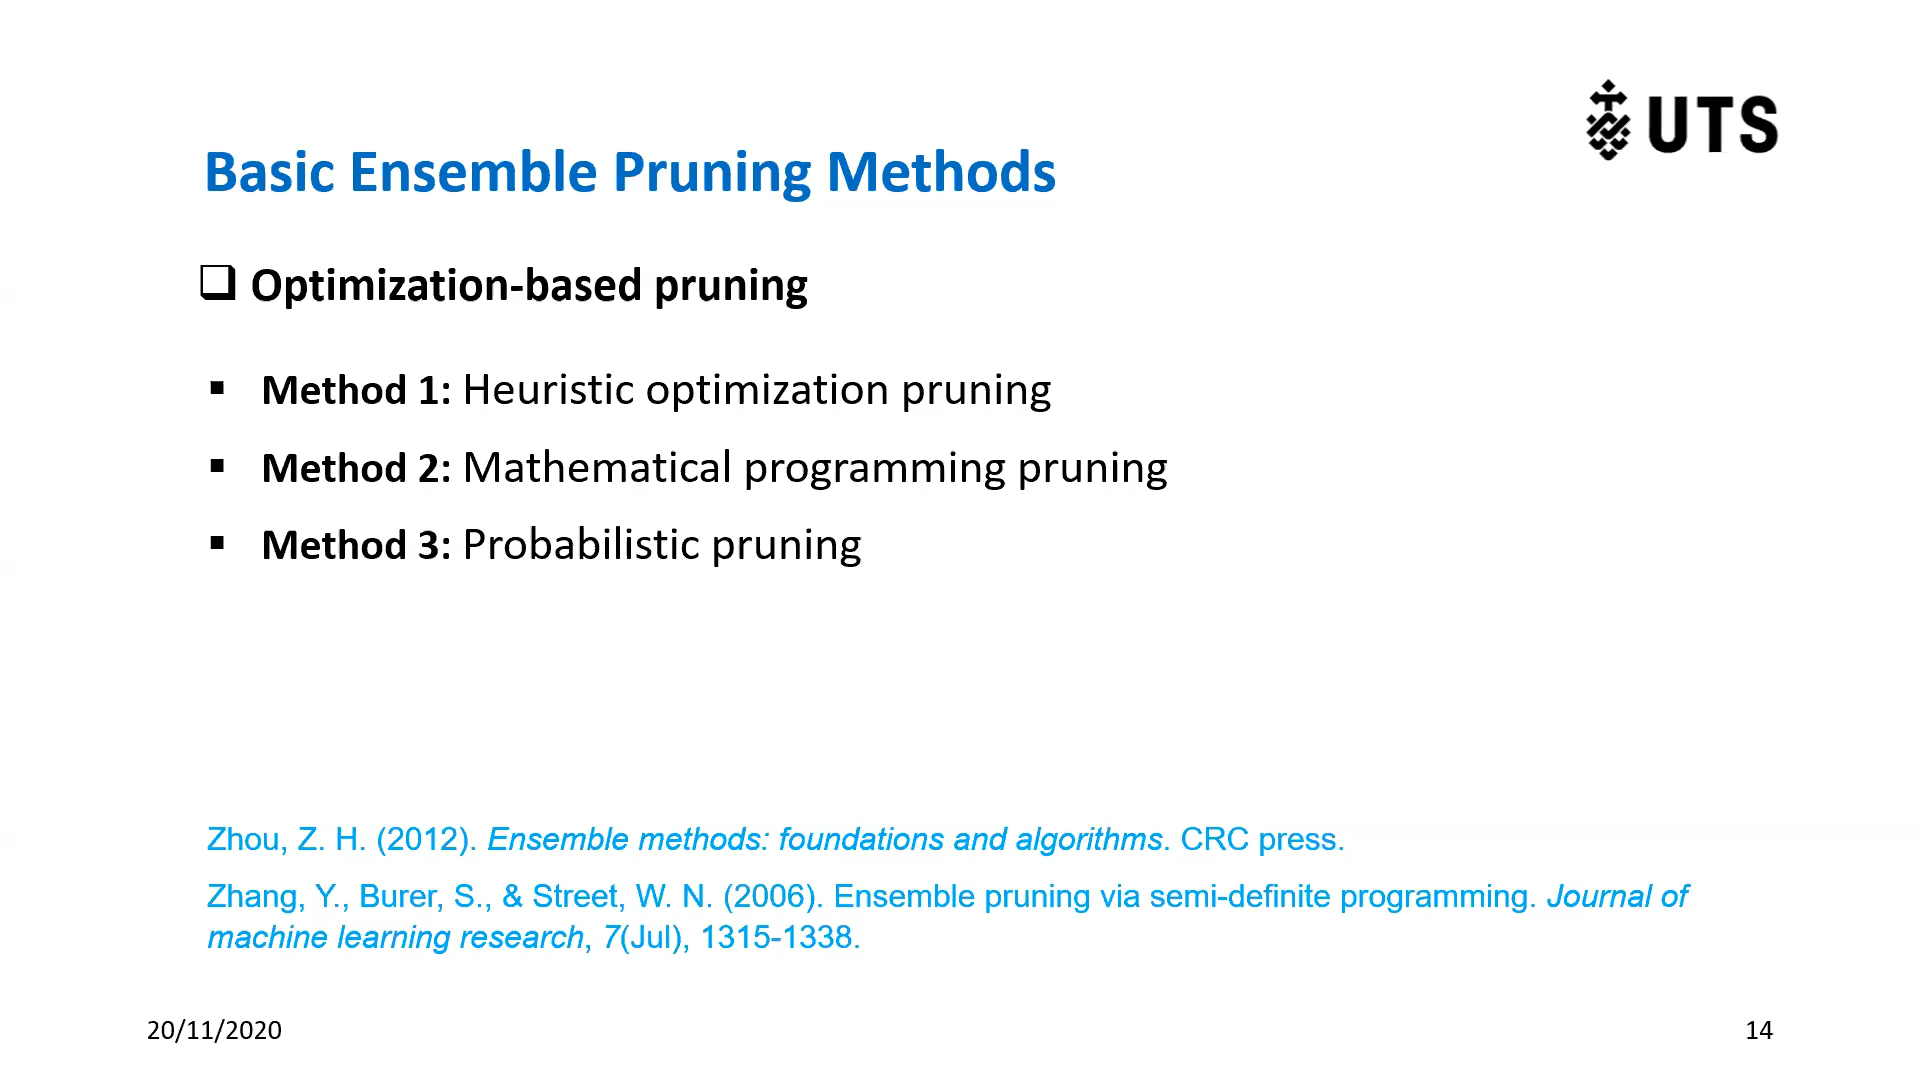 UTS
Basic Ensemble Pruning Methods
❑ Optimization-based pruning
▪ Method 1: Heuristic optimization pruning
▪ Method 2: Mathematical programming pruning
▪ Method 3: Probabilistic pruning
Zhou, Z. H. (2012). Ensemble methods: foundations and algorithms. CRC press.
Zhang, Y., Burer, S., & Street, W. N. (2006). Ensemble pruning via semi-definite programming. Journal of
machine learning research, 7(Jul), 1315-1338.
20/11/2020
14